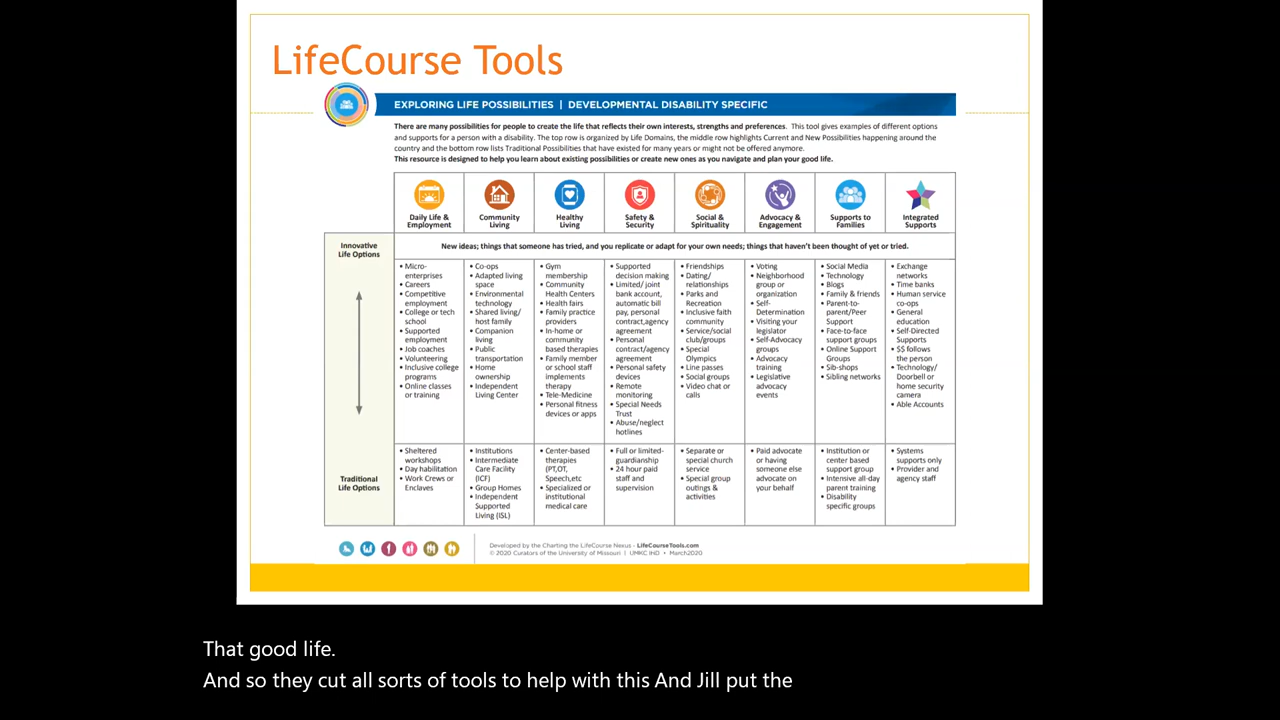 LifeCourse Tools
EXPLORING LIFE POSSIBILITIES | DEVELOPMENTAL DISABILITY SPECIFIC
There are many possibilities for people to create the life that reflects their own interests, strengths and preferences. This tool gives examples of different options
and supports for a person with a disability. The top row is organized by Life Domains, the middle row highlights Current and New Possibilities happening around the
country and the bottom row lists Traditional Possibilities that have existed for many years or might not be offered anymore.
This resource is designed to help you learn about existing possibilities or create new ones as you navigate and plan your good life.
Daily Life &
Employment
Community
Living
Healthy
Living
Safety &
Security
Social &
Spirituality
Advocacy &
Engagement
Supports to
Families
Integrated
Supports
Innovative
Life Options
New ideas; things that someone has tried, and you replicate or adapt for your own needs; things that haven't been thought of yet or tried.
• Micro-
enterprises
• Careers
• Competitive
employment
• College or tech
school
• Supported
employment
• Job coaches
• Volunteering
• Inclusive college
programs
• Online classes
or training
• Co-ops
• Adapted living
space
• Environmental
technology
• Shared living/
host family
• Companion
living
• Public
transportation
• Home
ownership
• Independent
Living Center
• Gym
membership
• Community
Health Centers
• Health fairs
• Family practice
providers
• In-home or
community
based therapies
• Family member
or school staff
implements
therapy
• Tele-Medicine
• Personal fitness
devices or apps
• Supported
decision making
• Limited/ joint
bank account,
automatic bill
pay, personal
contract,agency
agreement
• Personal
contract/agency
agreement
• Personal safety
devices
• Remote
monitoring
• Special Needs
Trust
• Abuse/neglect
hotlines
• Friendships
• Dating/
relationships
• Parks and
Recreation
• Inclusive faith
community
• Service/social
club/groups
• Special
Olympics
• Line passes
• Social groups
• Video chat or
calls
• Voting
• Neighborhood
group or
organization
• Self-
Determination
• Visiting your
legislator
• Self-Advocacy
groups
• Advocacy
training
• Legislative
advocacy
events
• Social Media
• Technology
• Blogs
• Family & friends
• Parent-to-
parent/Peer
Support
• Face-to-face
support groups
• Online Support
Groups
• Sib-shops
• Sibling networks
• Exchange
networks
• Time banks
• Human service
co-ops
• General
education
• Self-Directed
Supports
• $$ follows
the person
• Technology/
Doorbell or
home security
camera
• Able Accounts
Traditional
Life Options
• Sheltered
workshops
• Day habilitation
• Work Crews or
Enclaves
• Institutions
• Intermediate
Care Facility
(ICF)
• Group Homes
• Independent
Supported
Living (ISL)
• Center-based
therapies
(PT,OT,
Speech,etc
• Specialized or
institutional
medical care
• Full or limited-
guardianship
• 24 hour paid
staff and
supervision
• Separate or
special church
service
• Special group
outings &
activities
• Paid advocate
or having
someone else
advocate on
your behalf
• Institution or
center based
support group
• Intensive all-day
parent training
• Disability
specific groups
• Systems
supports only
• Provider and
agency staff
Developed by the Charting the LifeCourse Nexus - LifeCourseTools.com
© 2020 Curators of the University of Missouri | UMKC IHD • March2020
That good life.
And so they cut all sorts of tools to help with this And Jill put the